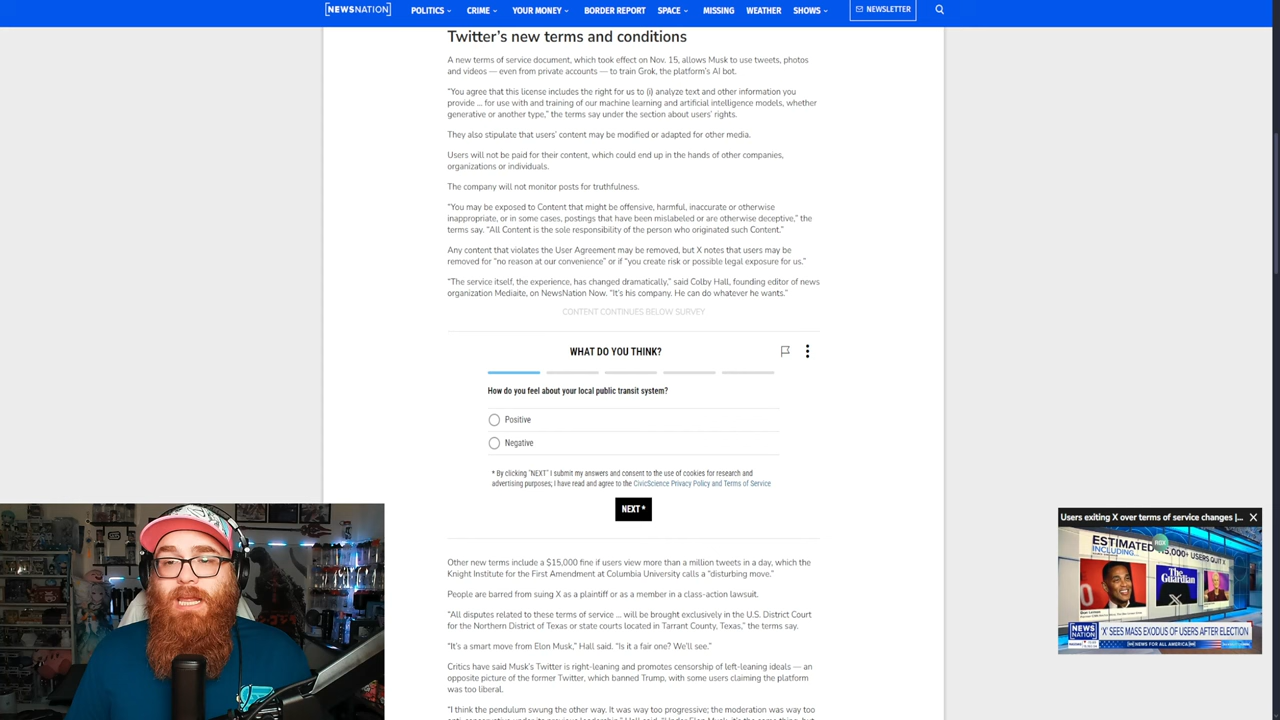 NEWSNATION
POLITICS
CRIME
YOUR MONEY
BORDER REPORT
SPACE
MISSING
WEATHER
SHOWS
NEWSLETTER
Twitter's new terms and conditions
A new terms of service document, which took effect on Nov. 15, allows Musk to use tweets, photos
and videos — even from private accounts — to train Grok, the platform's AI bot.
"You agree that this license includes the right for us to (i) analyze text and other information you
provide ... for use with and training of our machine learning and artificial intelligence models, whether
generative or another type," the terms say under the section about users' rights.
They also stipulate that users' content may be modified or adapted for other media.
Users will not be paid for their content, which could end up in the hands of other companies,
organizations or individuals.
The company will not monitor posts for truthfulness.
"You may be exposed to Content that might be offensive, harmful, inaccurate or otherwise
inappropriate, or in some cases, postings that have been mislabeled or are otherwise deceptive," the
terms say. "All Content is the sole responsibility of the person who originated such Content."
Any content that violates the User Agreement may be removed, but X notes that users may be
removed for "no reason at our convenience" or if "you create risk or possible legal exposure for us."
"The service itself, the experience, has changed dramatically," said Colby Hall, founding editor of news
organization Mediaite, on NewsNation Now. "It's his company. He can do whatever he wants."
CONTENT CONTINUES BELOW SURVEY
WHAT DO YOU THINK?
How do you feel about your local public transit system?
Positive
Negative
* By clicking "NEXT" I submit my answers and consent to the use of cookies for research and
advertising purposes; I have read and agree to the CivicScience Privacy Policy and Terms of Service
NEXT *
Other new terms include a $15,000 fine if users view more than a million tweets in a day, which the
Knight Institute for the First Amendment at Columbia University calls a "disturbing move."
People are barred from suing X as a plaintiff or as a member in a class-action lawsuit.
"All disputes related to these terms of service ... will be brought exclusively in the U.S. District Court
for the Northern District of Texas or state courts located in Tarrant County, Texas," the terms say.
"It's a smart move from Elon Musk," Hall said. "Is it a fair one? We'll see."
Critics have said Musk's Twitter is right-leaning and promotes censorship of left-leaning ideals — an
opposite picture of the former Twitter, which banned Trump, with some users claiming the platform
was too liberal.
"I think the pendulum swung the other way. It was way too progressive; the moderation was way too
Users exiting X over terms of service changes |...
ESTIMATED 115,000+ USERS QUIT X
INCLUDING...
The
Guardian
NEWS
NATION
'X' SEES MASS EXODUS OF USERS AFTER ELECTION
NEWS FOR ALL AMERICA